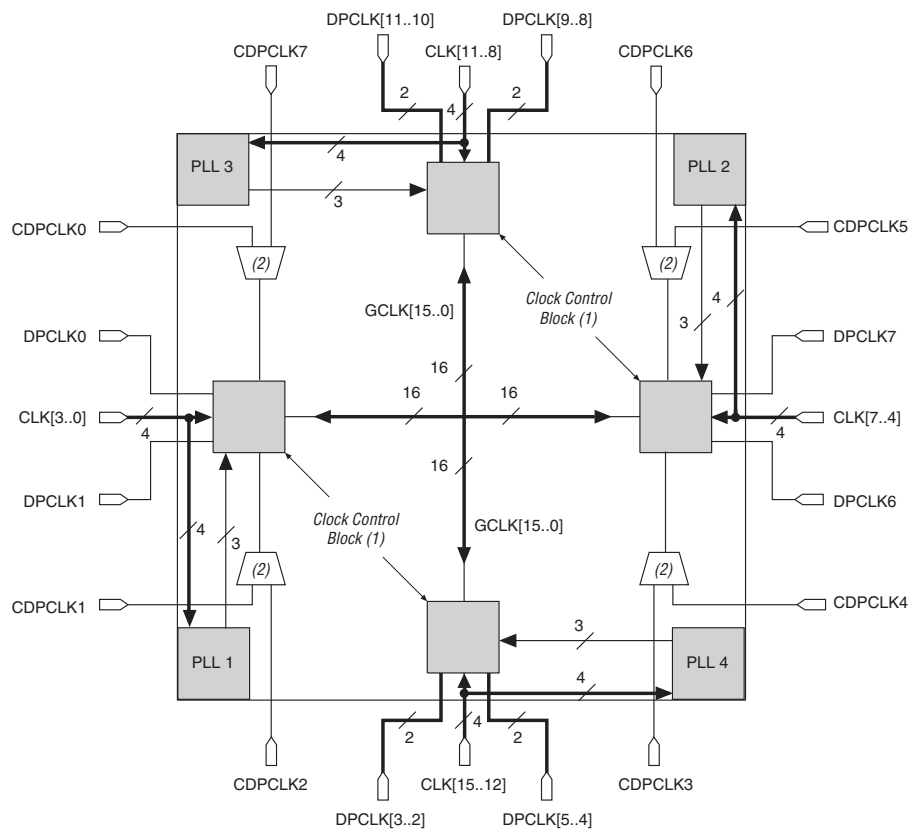 DPCLK[11..10]
DPCLK[9..8]
CDPCLK7
CLK[11..8]
CDPCLK6
2
4
2
4
PLL 3
PLL 2
3
CDPCLK0
CDPCLK5
(2)
(2)
Clock Control
Block (1)
GCLK[15..0]
4
3
DPCLK0
DPCLK7
16
16
16
CLK[3..0]
CLK[7..4]
4
4
16
DPCLK1
DPCLK6
Clock Control
Block (1)
GCLK[15..0]
4
3
(2)
(2)
CDPCLK1
CDPCLK4
3
PLL 1
PLL 4
4
2
4
2
CDPCLK2
CLK[15..12]
CDPCLK3
DPCLK[3..2]
DPCLK[5..4]